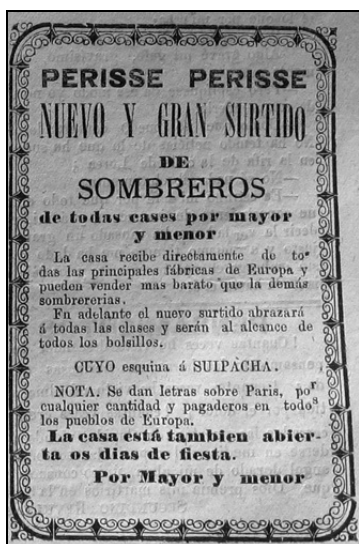 PERISSE PERISSE
NUEVO Y GRAN SURTIDO
DE
SOMBREROS
de todas cases por mayor
y menor
La casa recibe directamente de to-
das las principales fábricas de Europa y
pueden vender mas barato que la demás
sombrererias.
En adelante el nuevo surtido abrazará
á todas las clases y serán al alcance de
todos los bolsillos.
CUYO esquina á SUIPACHA.
NOTA. Se dan letras sobre Paris, por
cualquier cantidad y pagaderos en todos
los pueblos de Europa.
La casa está tambien abier-
ta os dias de fiesta.
Por Mayor y menor